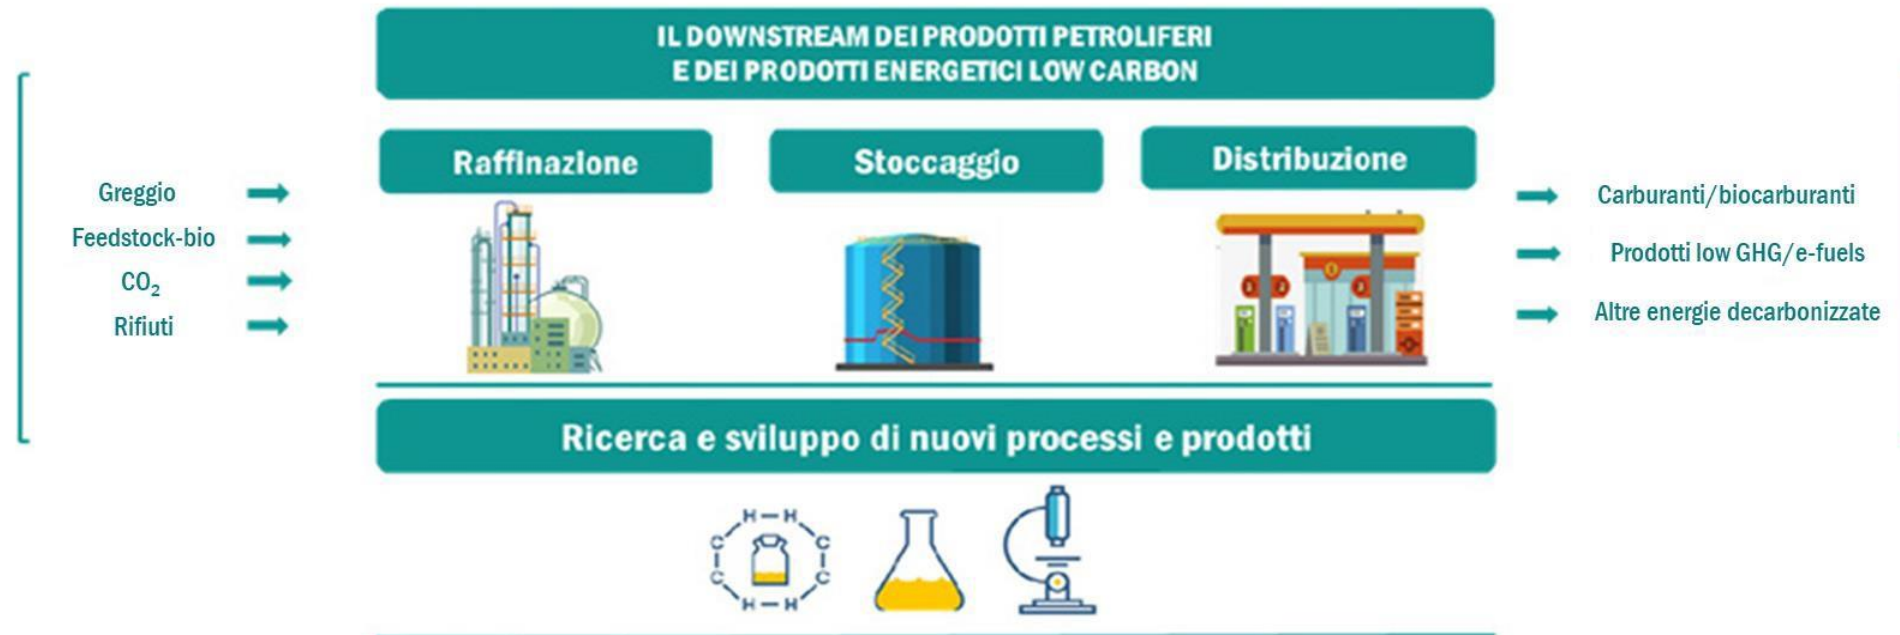 IL DOWNSTREAM DEI PRODOTTI PETROLIFERI
E DEI PRODOTTI ENERGETICI LOW CARBON
Raffinazione
Stoccaggio
Distribuzione
Greggio
Feedstock-bio
CO₂
Rifiuti
Carburanti/biocarburanti
Prodotti low GHG/e-fuels
Altre energie decarbonizzate
Ricerca e sviluppo di nuovi processi e prodotti
H H
C C
C C
H H